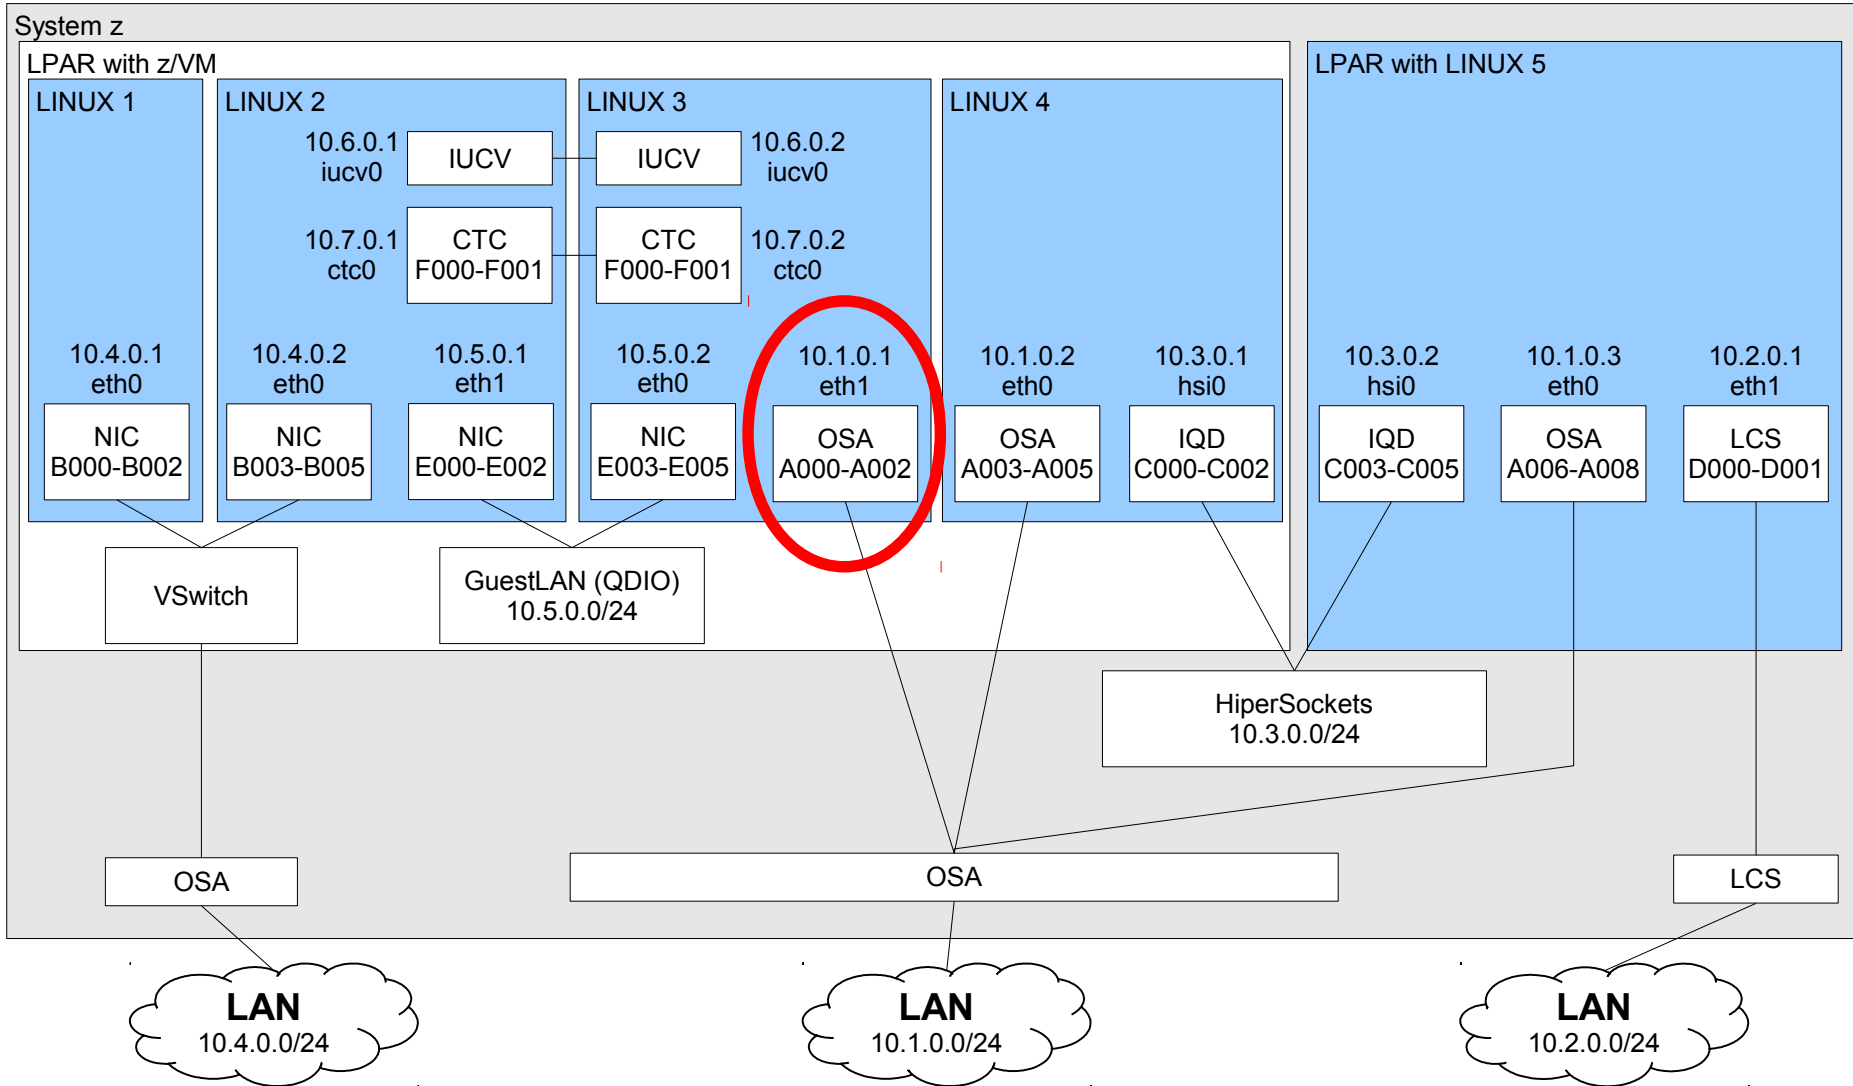 System z
LPAR with z/VM
LPAR with LINUX 5
LINUX 1
LINUX 2
LINUX 3
LINUX 4
10.6.0.1
iucv0
IUCV
IUCV
10.6.0.2
iucv0
10.7.0.1
ctc0
CTC
F000-F001
CTC
F000-F001
10.7.0.2
ctc0
10.4.0.1
eth0
NIC
B000-B002
10.4.0.2
eth0
NIC
B003-B005
10.5.0.1
eth1
NIC
E000-E002
10.5.0.2
eth0
NIC
E003-E005
10.1.0.1
eth1
OSA
A000-A002
10.1.0.2
eth0
OSA
A003-A005
10.3.0.1
hsi0
IQD
C000-C002
10.3.0.2
hsi0
IQD
C003-C005
10.1.0.3
eth0
OSA
A006-A008
10.2.0.1
eth1
LCS
D000-D001
VSwitch
GuestLAN (QDIO)
10.5.0.0/24
HiperSockets
10.3.0.0/24
OSA
OSA
LCS
LAN
10.4.0.0/24
LAN
10.1.0.0/24
LAN
10.2.0.0/24